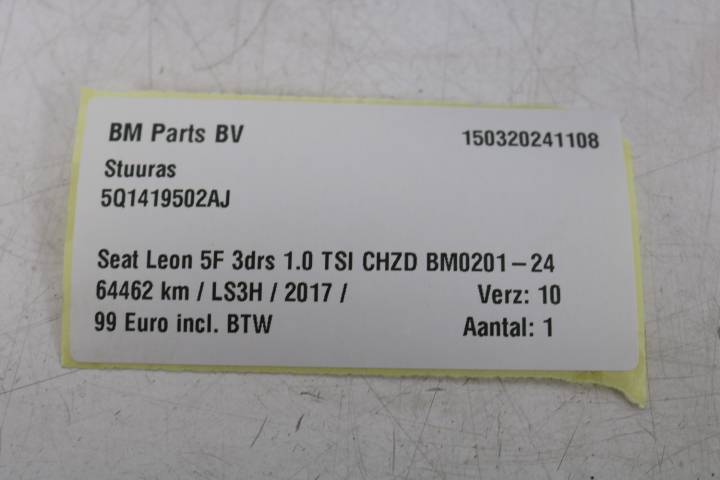 BM Parts BV 150320241108
Stuuras
5Q1419502AJ
Seat Leon 5F 3drs 1.0 TSI CHZD BM0201-24
64462 km / LS3H / 2017 / Verz: 10
99 Euro incl. BTW Aantal: 1